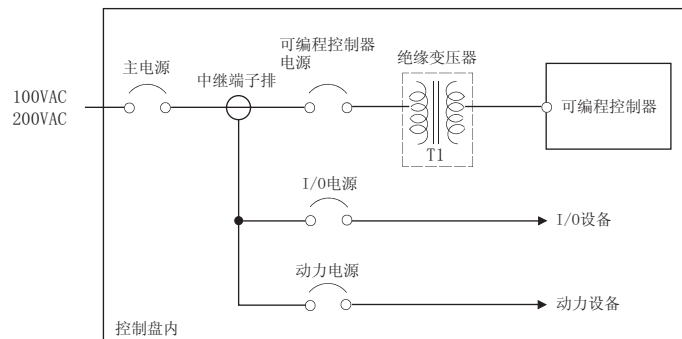 可编程控制器
电源
绝缘变压器
主电源
中继端子排
100VAC
200VAC
可编程控制器
T1
I/O电源
I/O设备
动力电源
动力设备
控制盘内